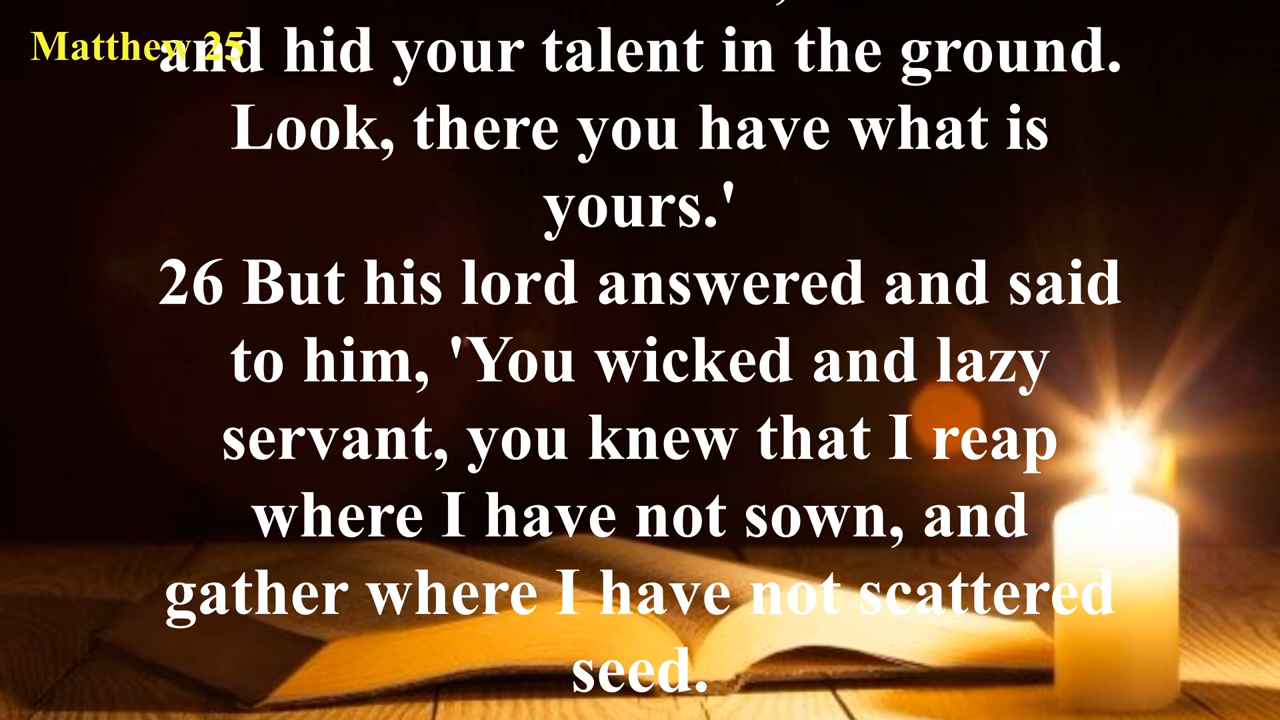 Matthew 25
and hid your talent in the ground.
Look, there you have what is
yours.'
26 But his lord answered and said
to him, 'You wicked and lazy
servant, you knew that I reap
where I have not sown, and
gather where I have not scattered
seed.